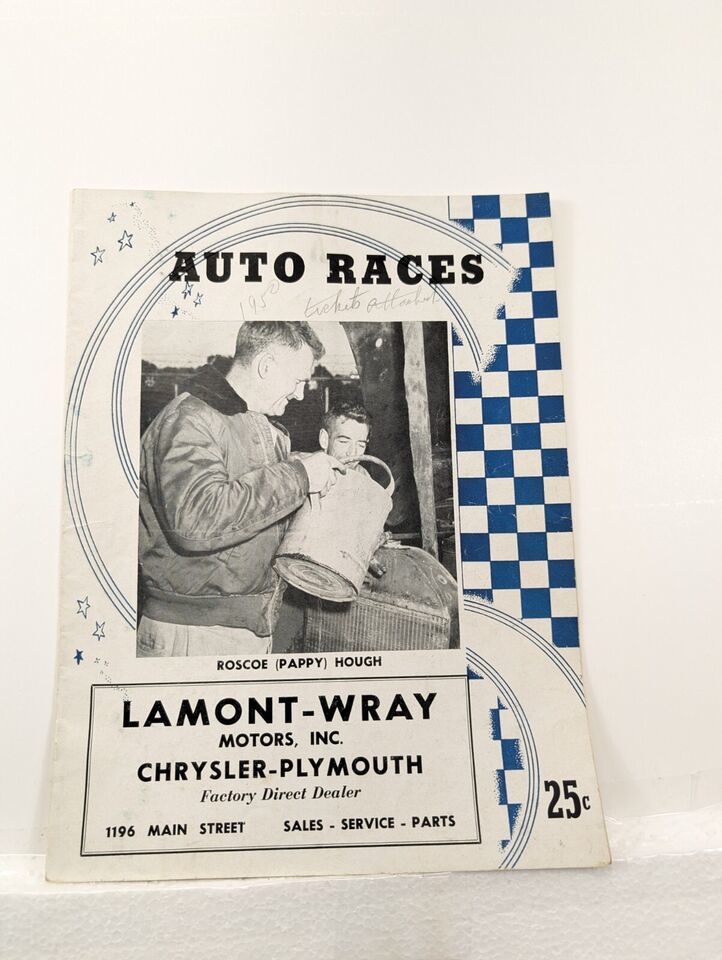 AUTO RACES
1950 tickets attached
ROSCOE (PAPPY) HOUGH
LAMONT-WRAY
MOTORS, INC.
CHRYSLER-PLYMOUTH
Factory Direct Dealer
1196 MAIN STREET SALES - SERVICE - PARTS
25c